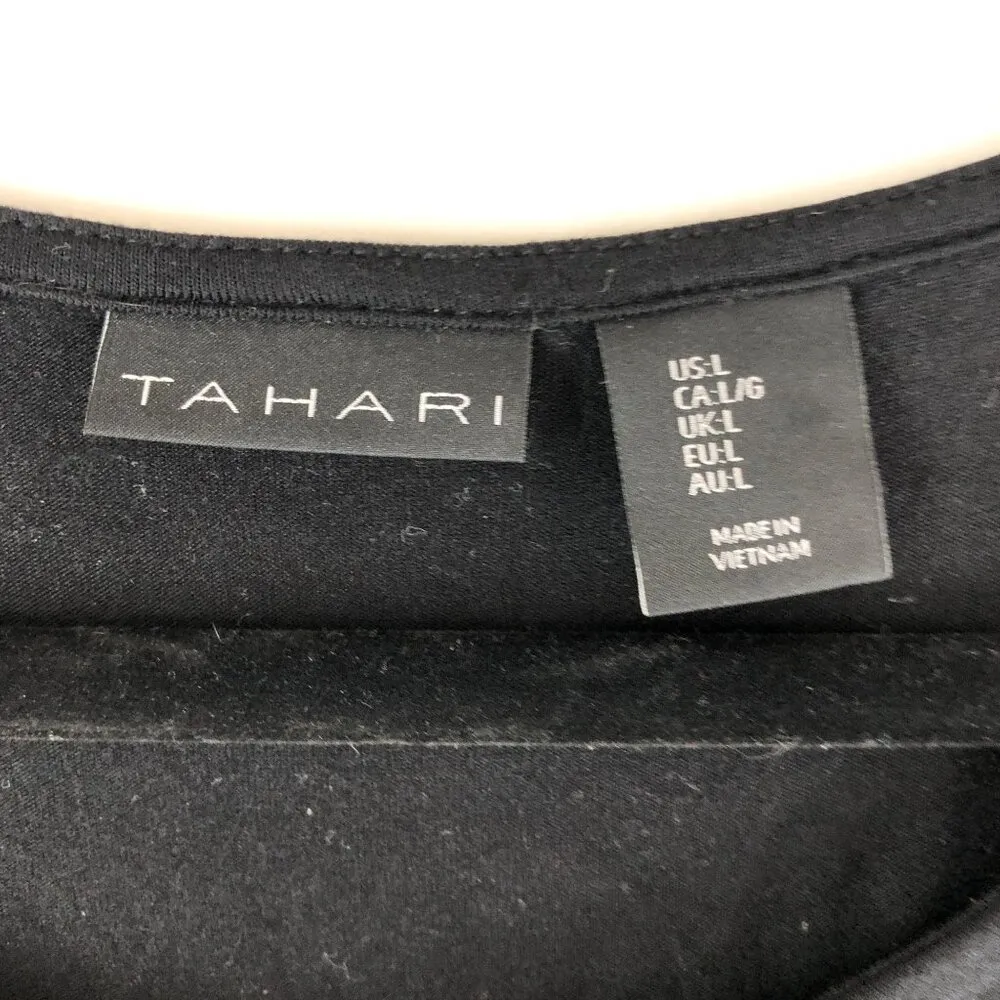 TAHARI
US:L
CA:L/G
UK:L
EU:L
AU:L
MADE IN
VIETNAM